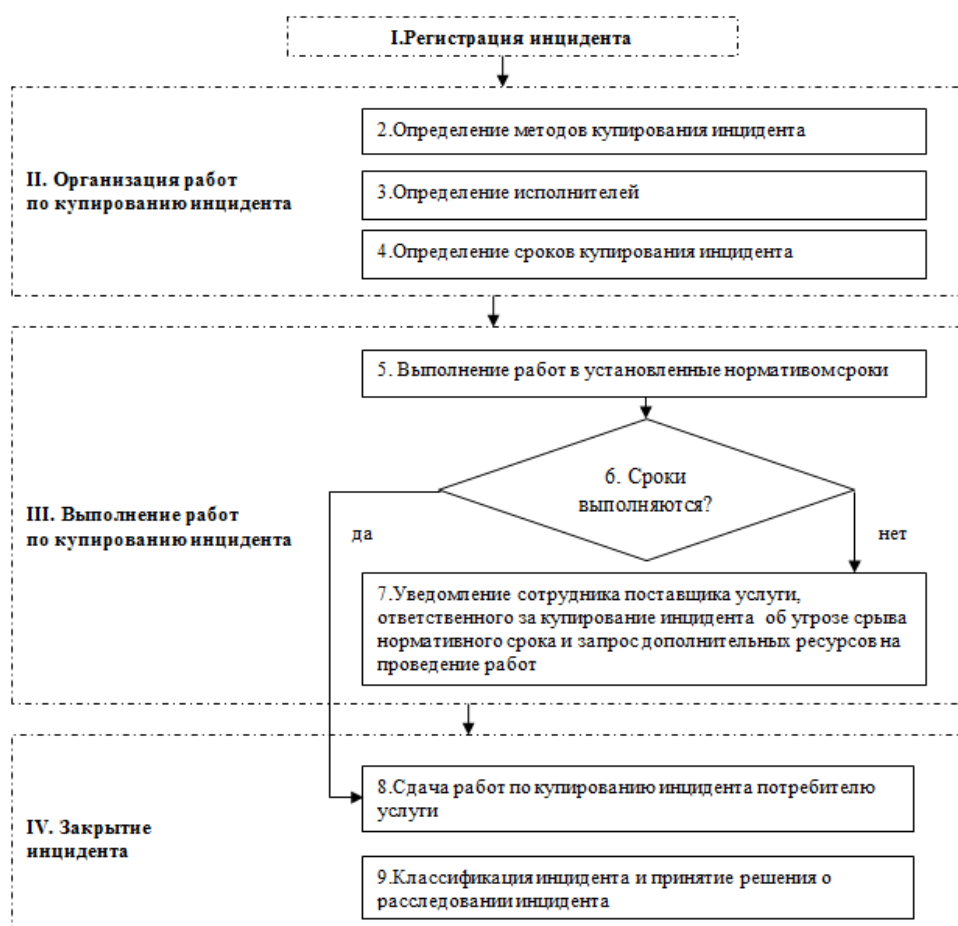 I.Регистрация инцидента
2.Определение методов купирования инцидента
II. Организация работ
по купированию инцидента
3.Определение исполнителей
4.Определение сроков купирования инцидента
5. Выполнение работ в установленные нормативом сроки
6. Сроки
выполняются?
III. Выполнение работ
по купированию инцидента
да
нет
7.Уведомление сотрудника поставщика услуги,
ответственного за купирование инцидента об угрозе срыва
нормативного срока и запрос дополнительных ресурсов на
проведение работ
8.Сдача работ по купированию инцидента потребителю
услуги
IV. Закрытие
инцидента
9.Классификация инцидента и принятие решения о
расследовании инцидента